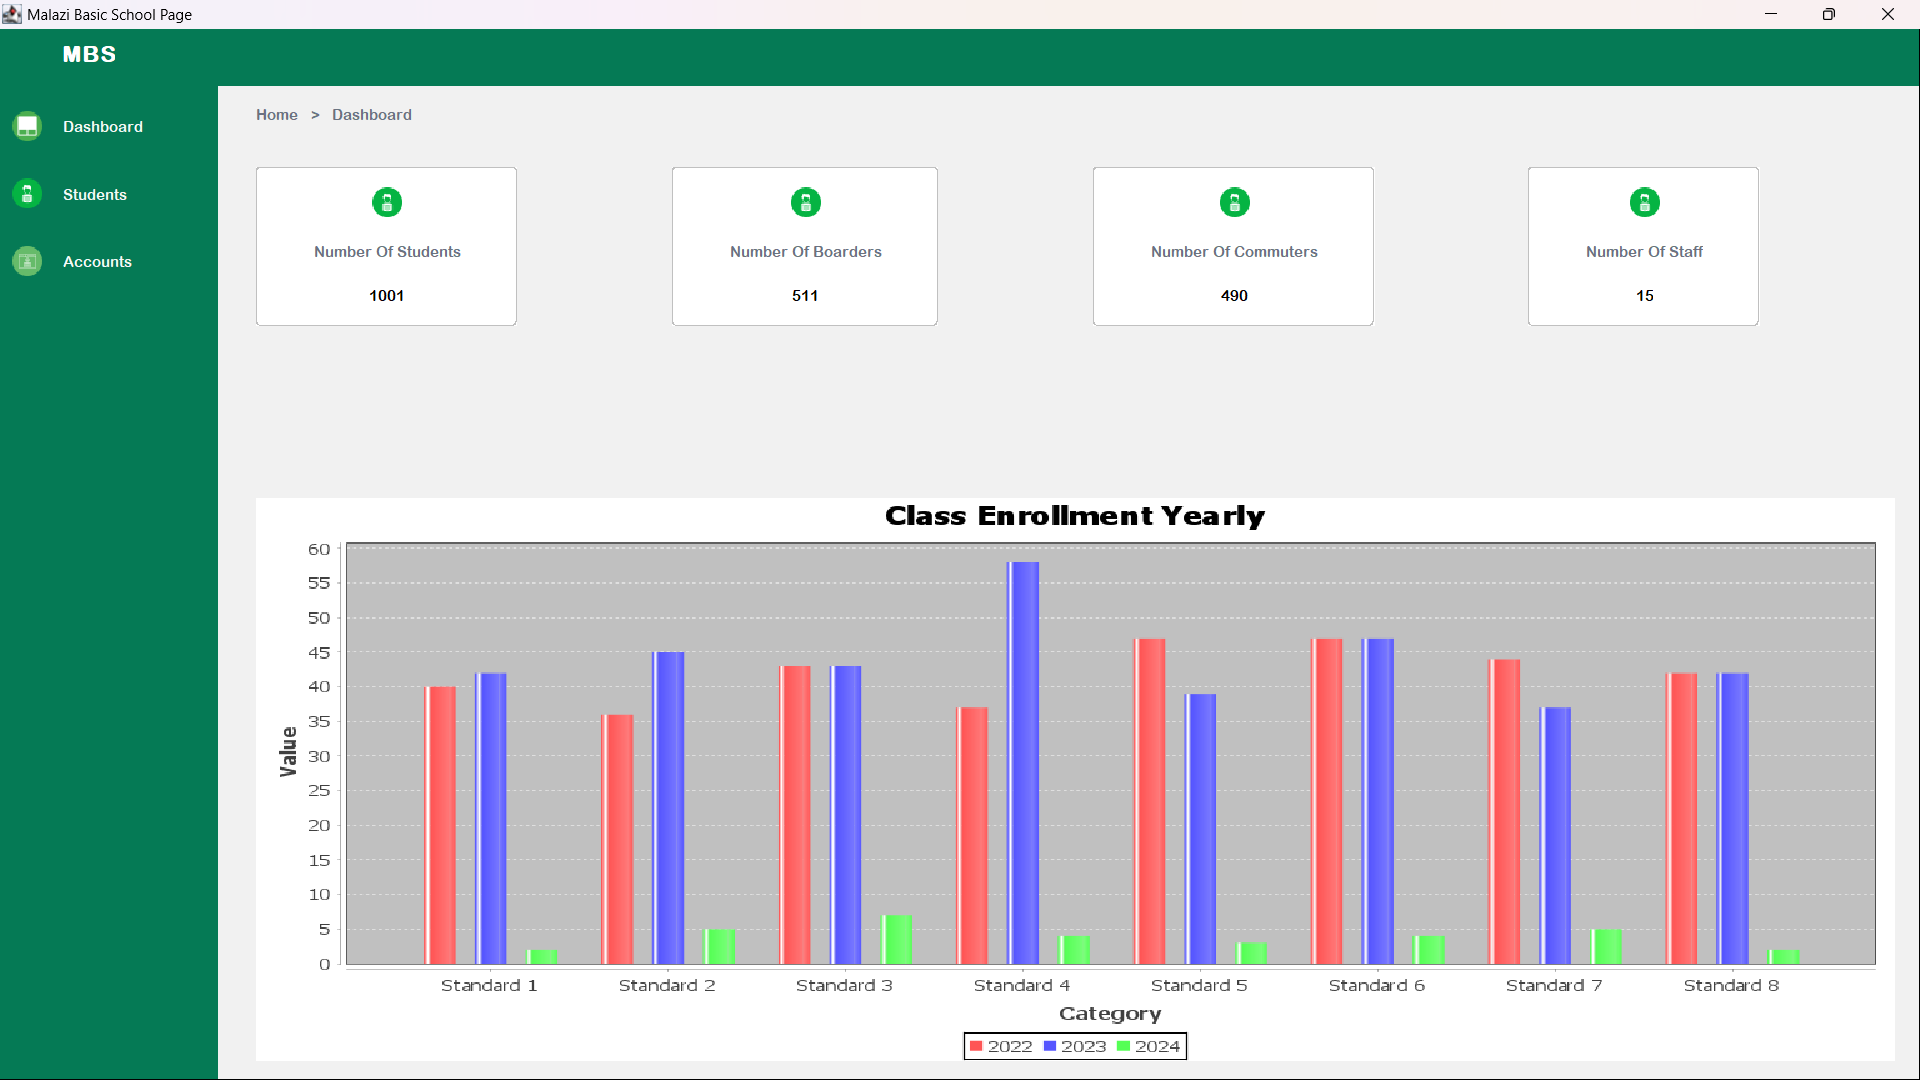 Malazi Basic School Page
MBS
Dashboard
Students
Accounts
Home > Dashboard
Number Of Students
1001
Number Of Boarders
511
Number Of Commuters
490
Number Of Staff
15
Class Enrollment Yearly
Value
60
55
50
45
40
35
30
25
20
15
10
5
0
Standard 1 Standard 2 Standard 3 Standard 4 Standard 5 Standard 6 Standard 7 Standard 8
Category
2022 2023 2024